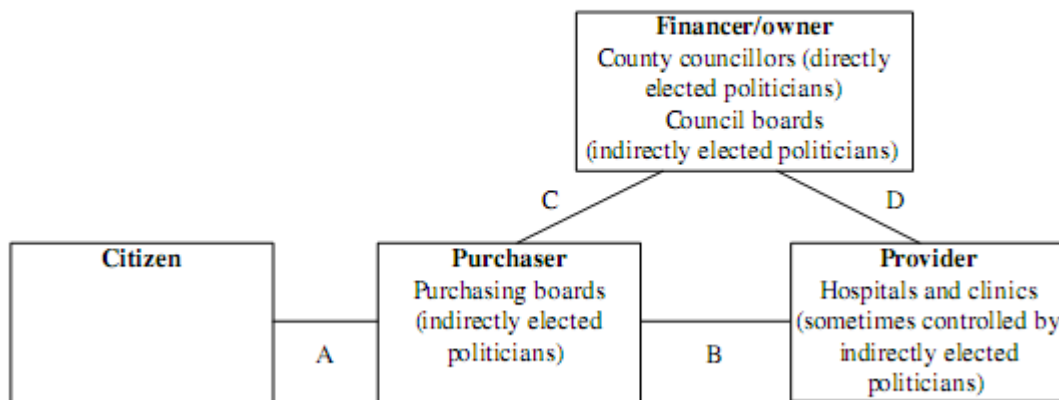 Financer/owner
County councillors (directly
elected politicians)
Council boards
(indirectly elected politicians)
C
D
Citizen
Purchaser
Purchasing boards
(indirectly elected
politicians)
Provider
Hospitals and clinics
(sometimes controlled by
indirectly elected
politicians)
A
B